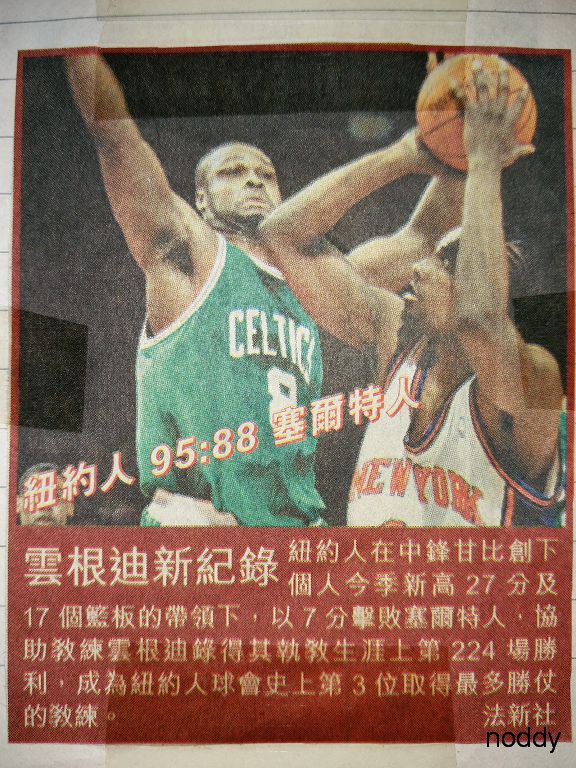 CELTICS
8
NEW YORK
紐約人 95:88 塞爾特人
雲根迪新紀錄
紐約人在中鋒甘比創下
個人今季新高 27 分及
17 個籃板的帶領下，以 7 分擊敗塞爾特人，協
助教練雲根迪錄得其執教生涯上第 224 場勝
利，成為紐約人球會史上第 3 位取得最多勝仗
的教練。
法新社
noddy